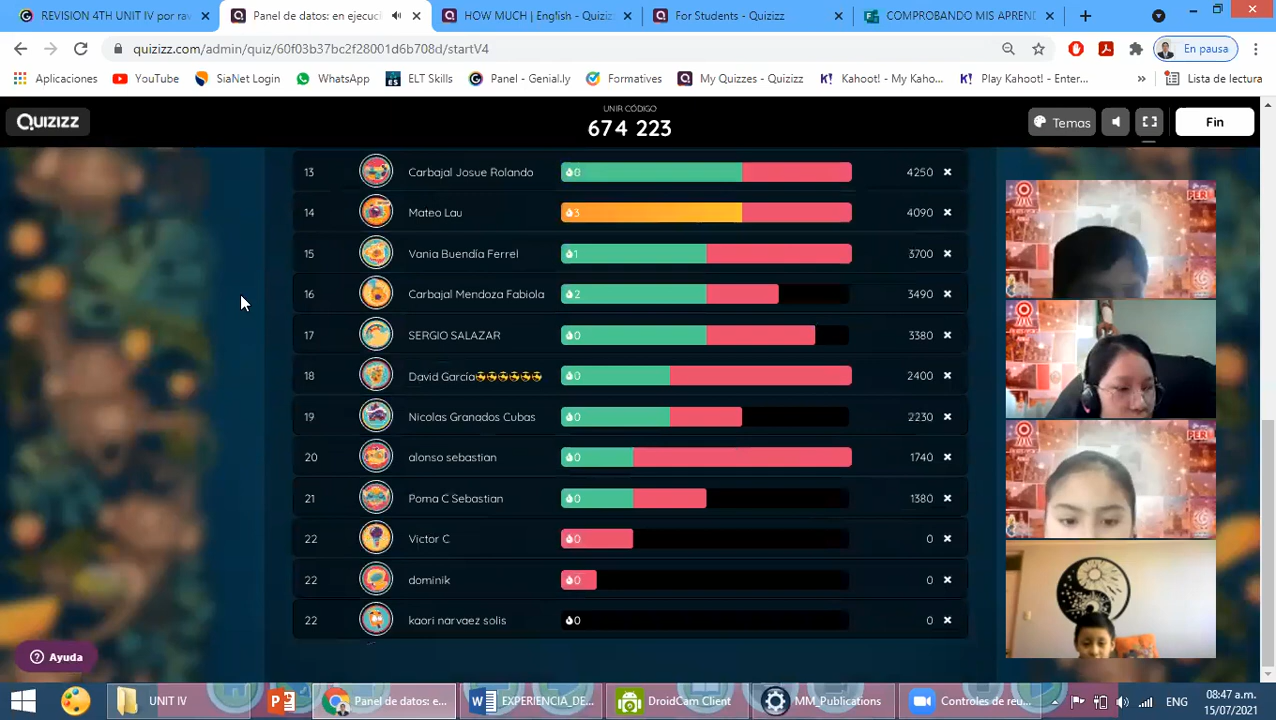 REVISION 4TH UNIT IV por rav
Panel de datos: en ejecuci
HOW MUCH | English - Quiziz
For Students - Quizizz
COMPROBANDO MIS APREN
quizizz.com/admin/quiz/60f03b37bc2f28001d6b708d/startV4
En pausa
Aplicaciones
YouTube
SiaNet Login
WhatsApp
ELT Skills
Panel - Genial.ly
Formatives
My Quizzes - Quizizz
Kahoot! - My Kaho...
Play Kahoot! - Enter...
»
Lista de lectura
Quizizz
UNIR CÓDIGO
674 223
Temas
Fin
13 Carbajal Josue Rolando 0 4250
14 Mateo Lau 3 4090
15 Vania Buendía Ferrel 1 3700
16 Carbajal Mendoza Fabiola 2 3490
17 SERGIO SALAZAR 0 3380
18 David García😎😎😎😎😎😎 0 2400
19 Nicolas Granados Cubas 0 2230
20 alonso sebastian 0 1740
21 Poma C Sebastian 0 1380
22 Victor C 0 0
22 dominik 0 0
22 kaori narvaez solis 0 0
PER
PER
Ayuda
UNIT IV
Panel de datos: e...
EXPERIENCIA_DE...
DroidCam Client
MM_Publications
Controles de reu...
ENG
08:47 a.m.
15/07/2021